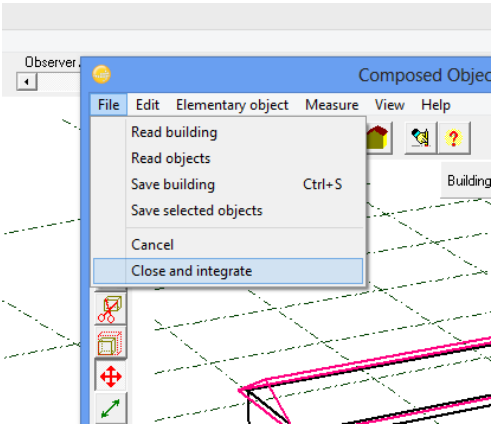 Observer
Composed Objec
File Edit Elementary object Measure View Help
Read building
Read objects
Save building Ctrl+S
Save selected objects
Building
Cancel
Close and integrate